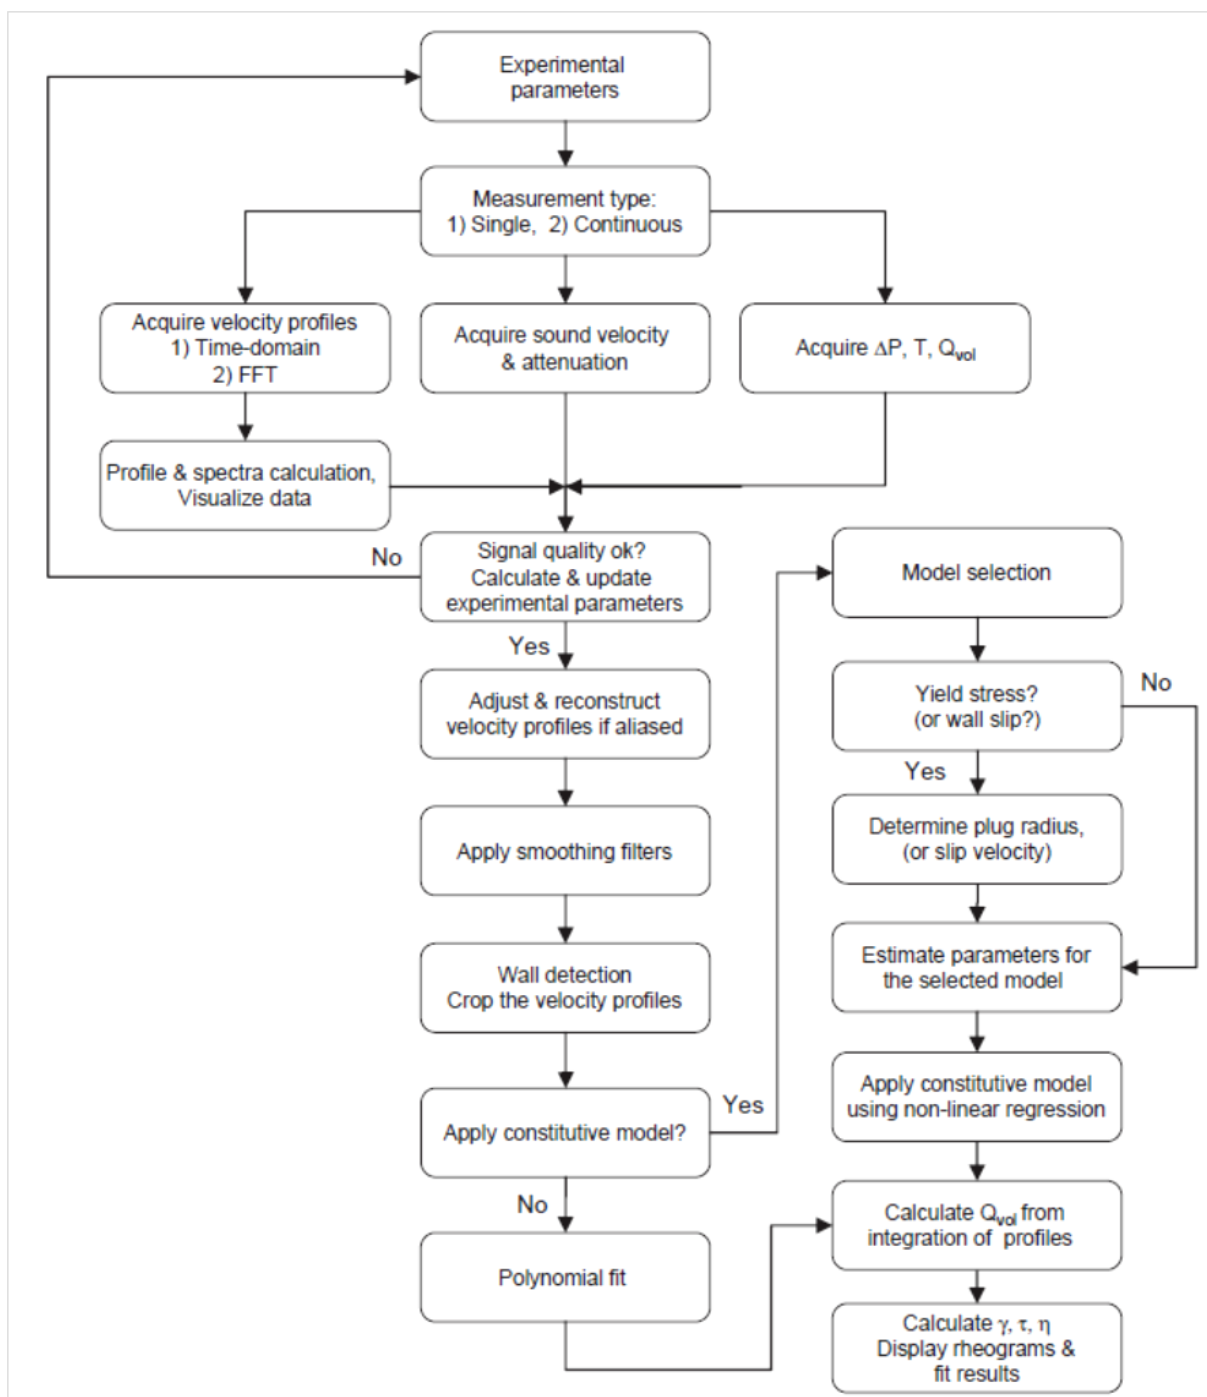 Experimental
parameters
Measurement type:
1) Single, 2) Continuous
Acquire velocity profiles
1) Time-domain
2) FFT
Acquire sound velocity
& attenuation
Acquire ΔP, T, Qvol
Profile & spectra calculation,
Visualize data
No
Signal quality ok?
Calculate & update
experimental parameters
Yes
Adjust & reconstruct
velocity profiles if aliased
Apply smoothing filters
Wall detection
Crop the velocity profiles
Apply constitutive model?
Yes
No
Polynomial fit
Model selection
Yield stress?
(or wall slip?)
No
Yes
Determine plug radius,
(or slip velocity)
Estimate parameters for
the selected model
Apply constitutive model
using non-linear regression
Calculate Qvol from
integration of profiles
Calculate γ, τ, η
Display rheograms &
fit results